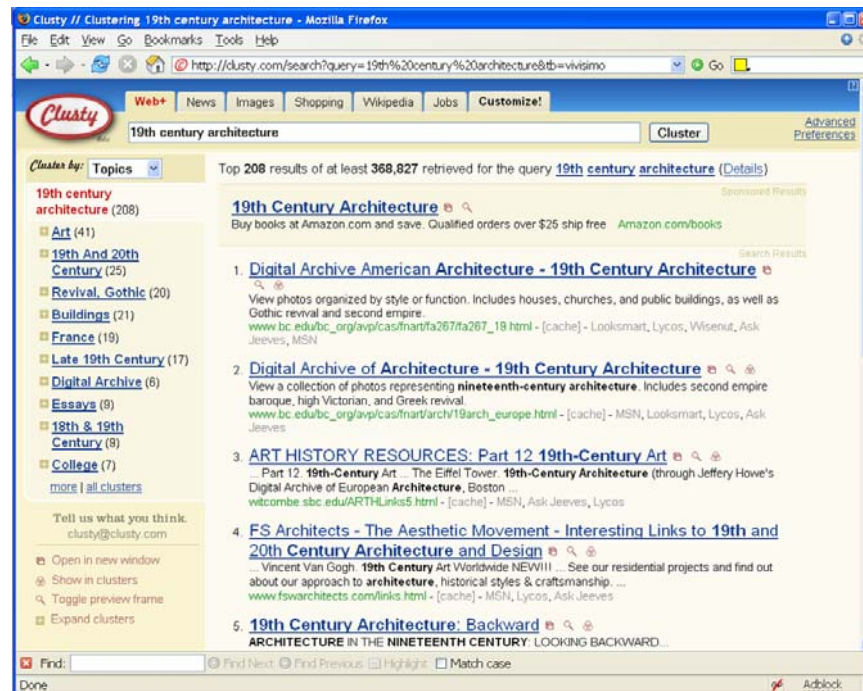 Clusty // Clustering 19th century architecture - Mozilla Firefox
File Edit View Go Bookmarks Tools Help
http://clusty.com/search?query=19th%20century%20architecture&tb=vivisimo
Go
Clusty
Web+ News Images Shopping Wikipedia Jobs Customize!
19th century architecture
Cluster
Advanced
Preferences
Cluster by: Topics
19th century
architecture (208)
Art (41)
19th And 20th
Century (25)
Revival, Gothic (20)
Buildings (21)
France (19)
Late 19th Century (17)
Digital Archive (6)
Essays (9)
18th & 19th
Century (9)
College (7)
more | all clusters
Tell us what you think.
clusty@clusty.com
Open in new window
Show in clusters
Toggle preview frame
Expand clusters
Top 208 results of at least 368,827 retrieved for the query 19th century architecture (Details)
Sponsored Results
19th Century Architecture
Buy books at Amazon.com and save. Qualified orders over $25 ship free Amazon.com/books
Search Results
1. Digital Archive American Architecture - 19th Century Architecture
View photos organized by style or function. Includes houses, churches, and public buildings, as well as
Gothic revival and second empire.
www.bc.edu/bc_org/avp/cas/fnart/fa267/fa267_19.html - [cache] - Looksmart, Lycos, Wisenut, Ask
Jeeves, MSN
2. Digital Archive of Architecture - 19th Century Architecture
View a collection of photos representing nineteenth-century architecture. Includes second empire
baroque, high Victorian, and Greek revival.
www.bc.edu/bc_org/avp/cas/fnart/arch/19arch_europe.html - [cache] - MSN, Looksmart, Lycos, Ask
Jeeves
3. ART HISTORY RESOURCES: Part 12 19th-Century Art
... Part 12. 19th-Century Art ... The Eiffel Tower. 19th-Century Architecture (through Jeffery Howe's
Digital Archive of European Architecture, Boston ...
witcombe.sbc.edu/ARTHLinks5.html - [cache] - MSN, Ask Jeeves, Lycos
4. FS Architects - The Aesthetic Movement - Interesting Links to 19th and
20th Century Architecture and Design
... Vincent Van Gogh. 19th Century Art Worldwide NEW!!! ... See our residential projects and find out
about our approach to architecture, historical styles & craftsmanship. ...
www.fswarchitects.com/links.html - [cache] - MSN, Lycos, Ask Jeeves
5. 19th Century Architecture: Backward
ARCHITECTURE IN THE NINETEENTH CENTURY: LOOKING BACKWARD...
Find: Find Next Find Previous Highlight Match case
Done
Adblock